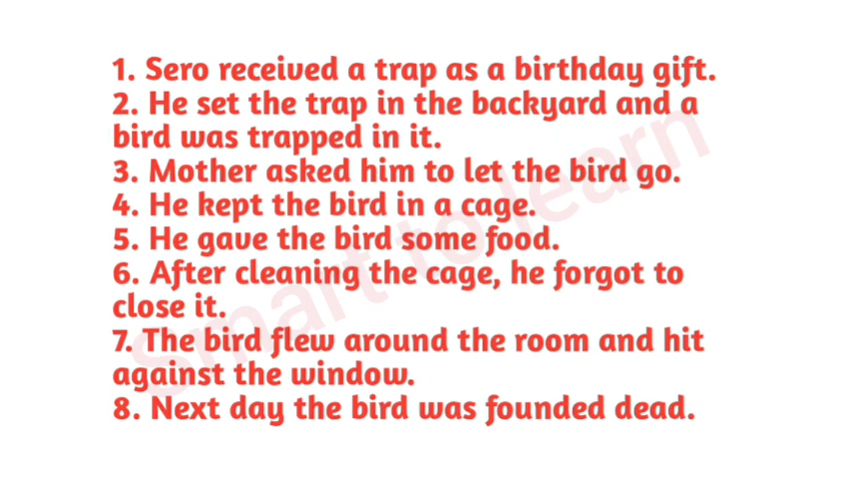 1. Sero received a trap as a birthday gift.
2. He set the trap in the backyard and a
bird was trapped in it.
3. Mother asked him to let the bird go.
4. He kept the bird in a cage.
5. He gave the bird some food.
6. After cleaning the cage, he forgot to
close it.
7. The bird flew around the room and hit
against the window.
8. Next day the bird was founded dead.
Smart to learn